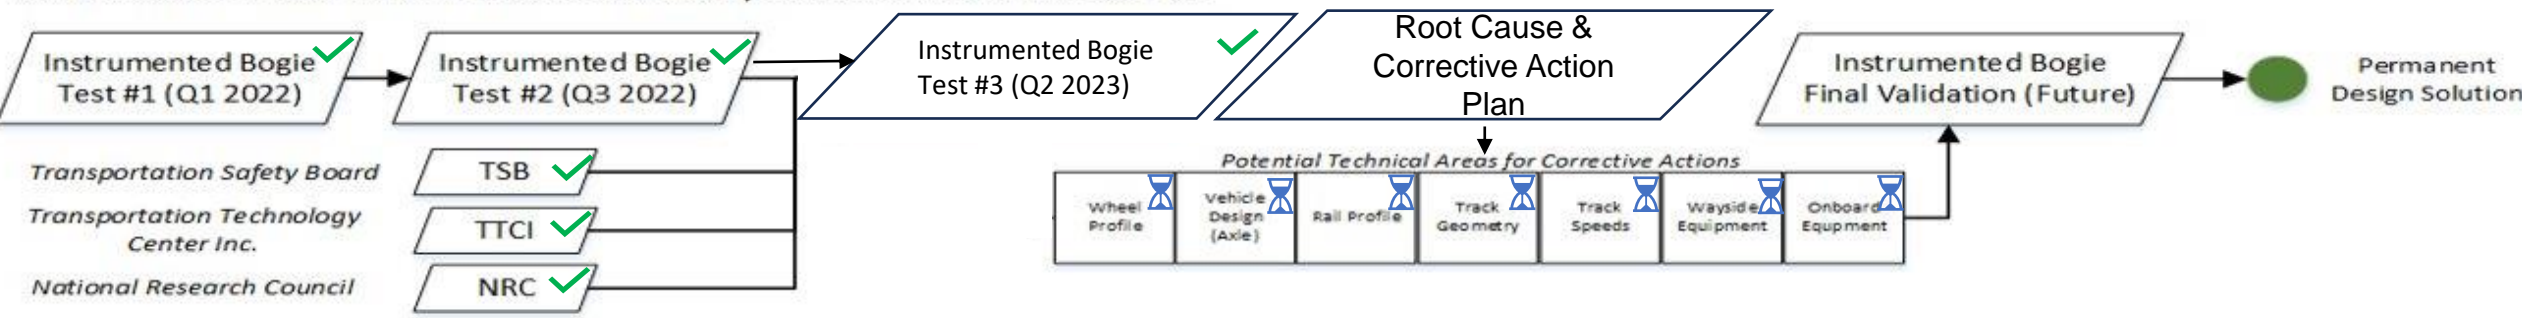 Instrumented Bogie
Test #1 (Q1 2022)
Instrumented Bogie
Test #2 (Q3 2022)
Instrumented Bogie
Test #3 (Q2 2023)
Root Cause &
Corrective Action
Plan
Instrumented Bogie
Final Validation (Future)
Permanent
Design Solution
Transportation Safety Board
TSB
Transportation Technology
Center Inc.
TTCI
National Research Council
NRC
Potential Technical Areas for Corrective Actions
Wheel
Profile
Vehicle
Design
(Axle)
Rail Profile
Track
Geometry
Track
Speeds
Wayside
Equipment
Onboard
Equpment